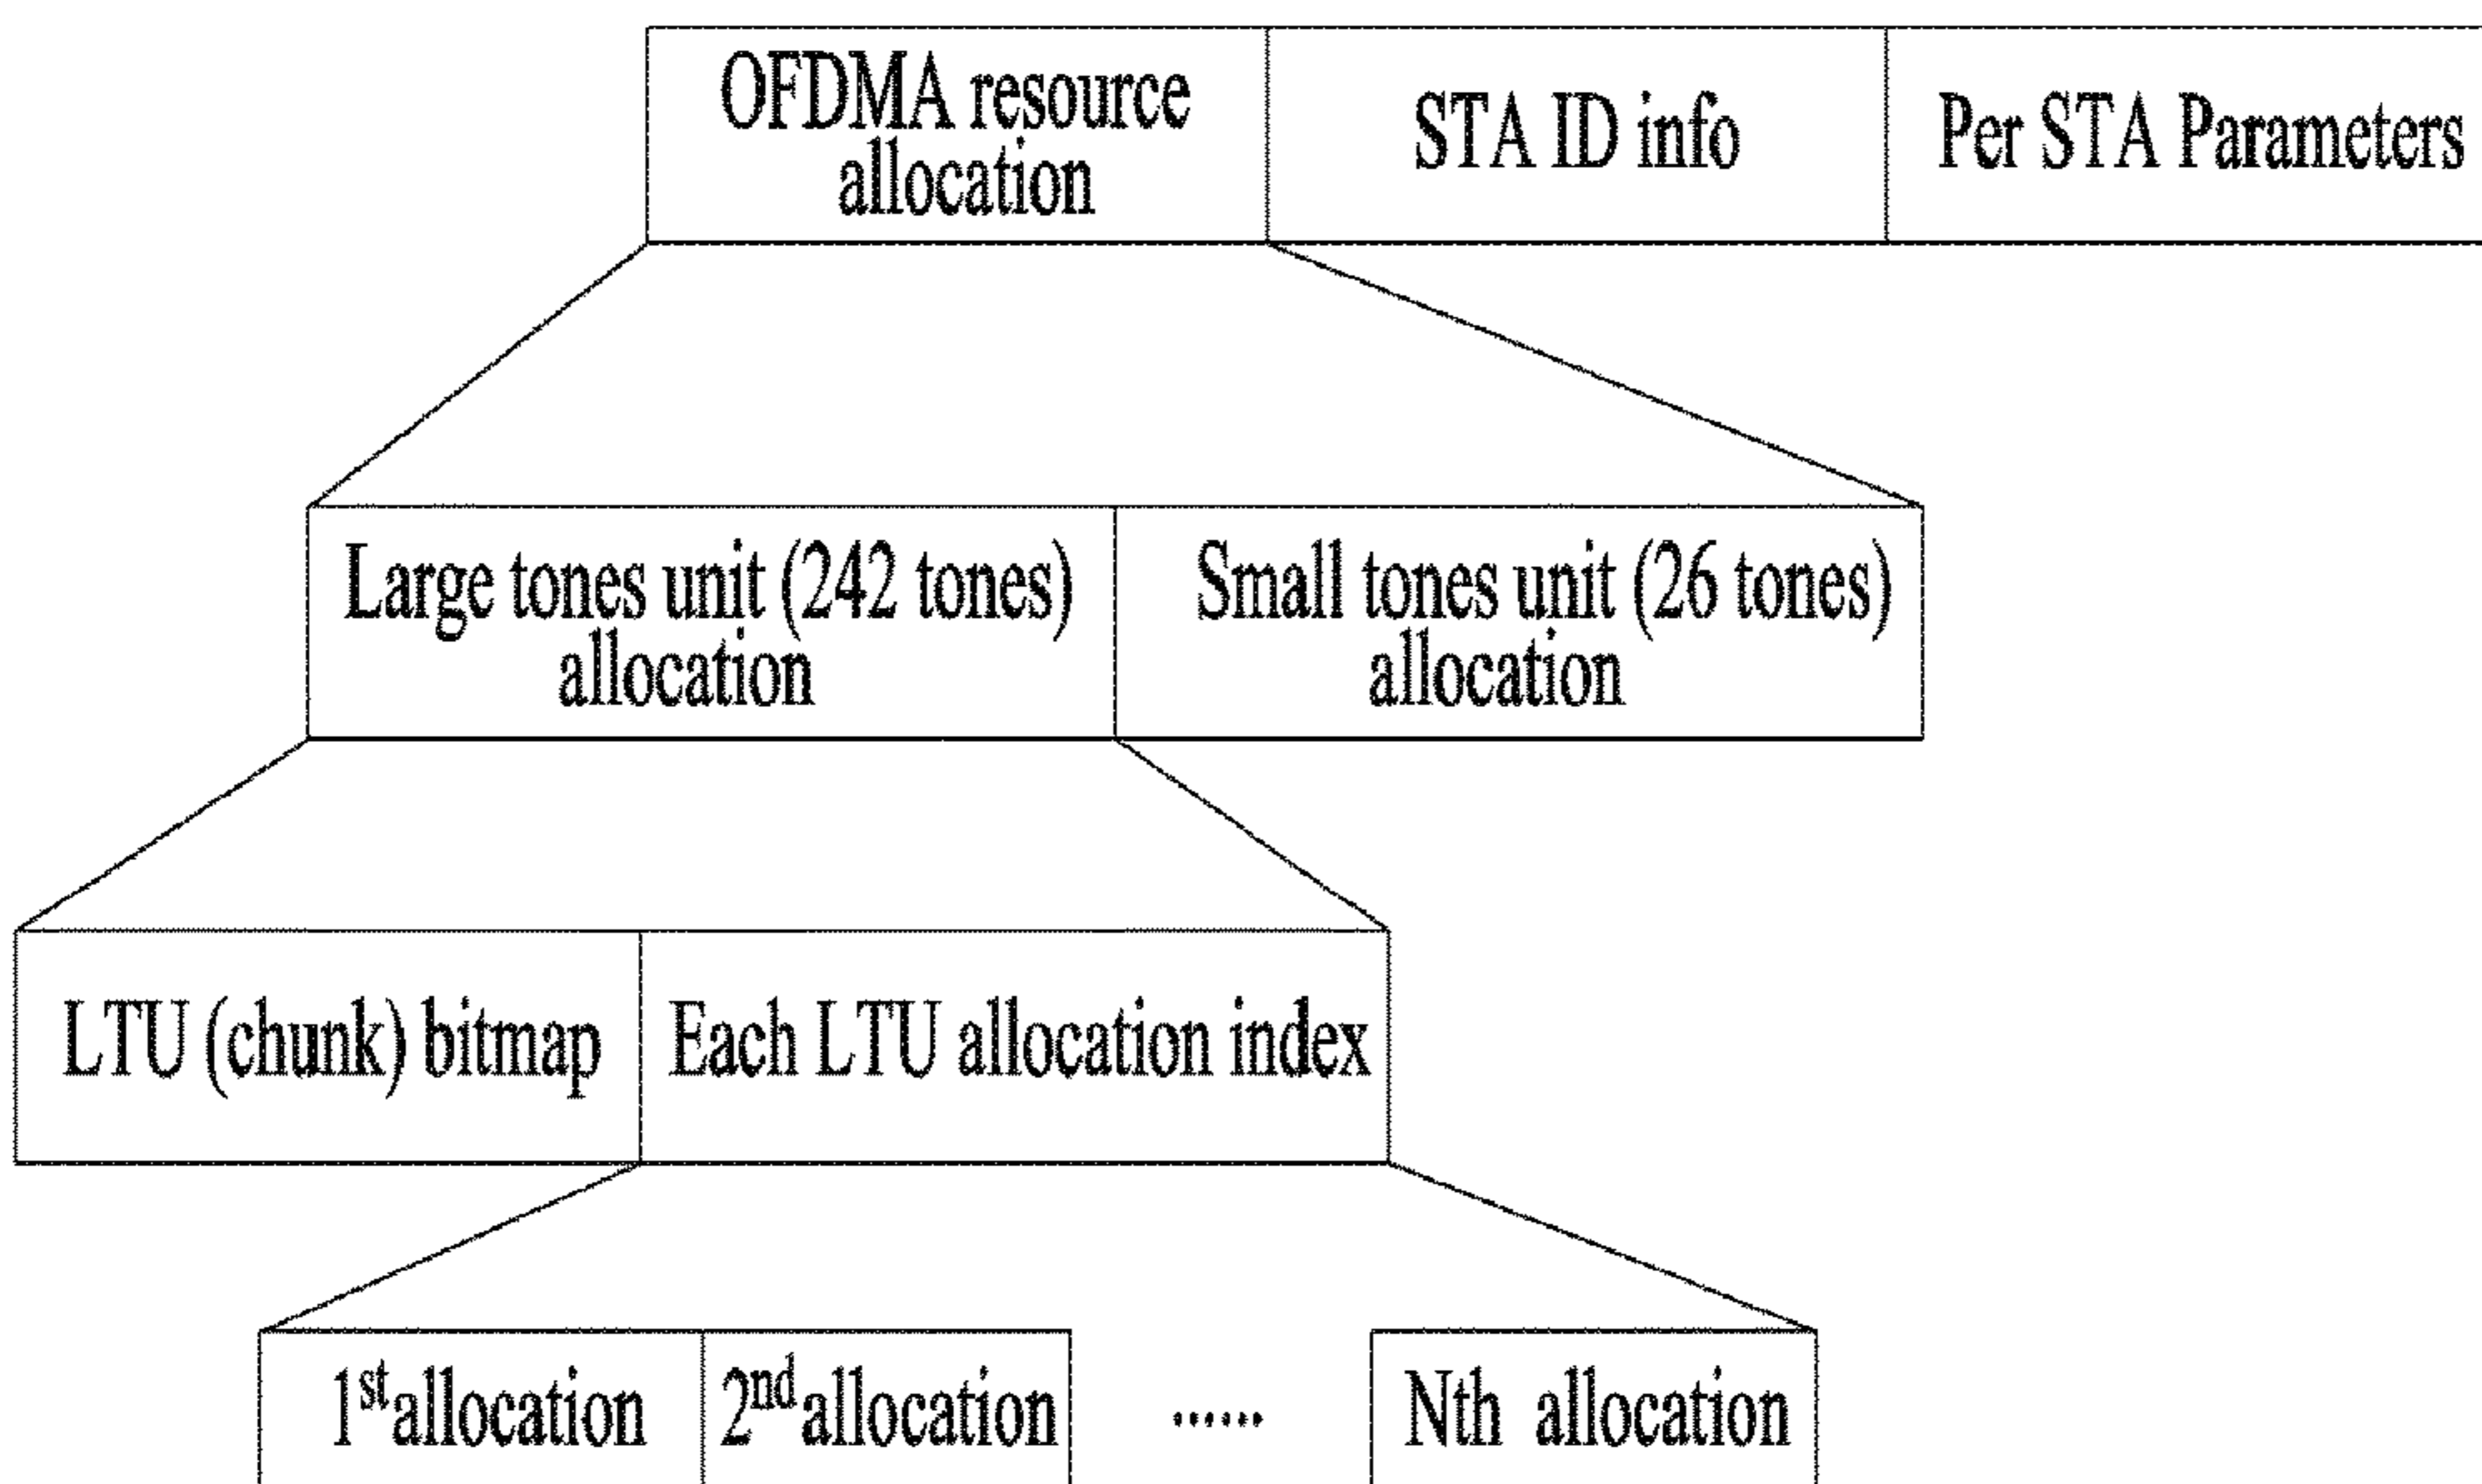 OFDMA resource
allocation
STA ID info
Per STA Parameters
Large tones unit (242 tones)
allocation
Small tones unit (26 tones)
allocation
LTU (chunk) bitmap
Each LTU allocation index
1st allocation
2nd allocation
......
Nth allocation